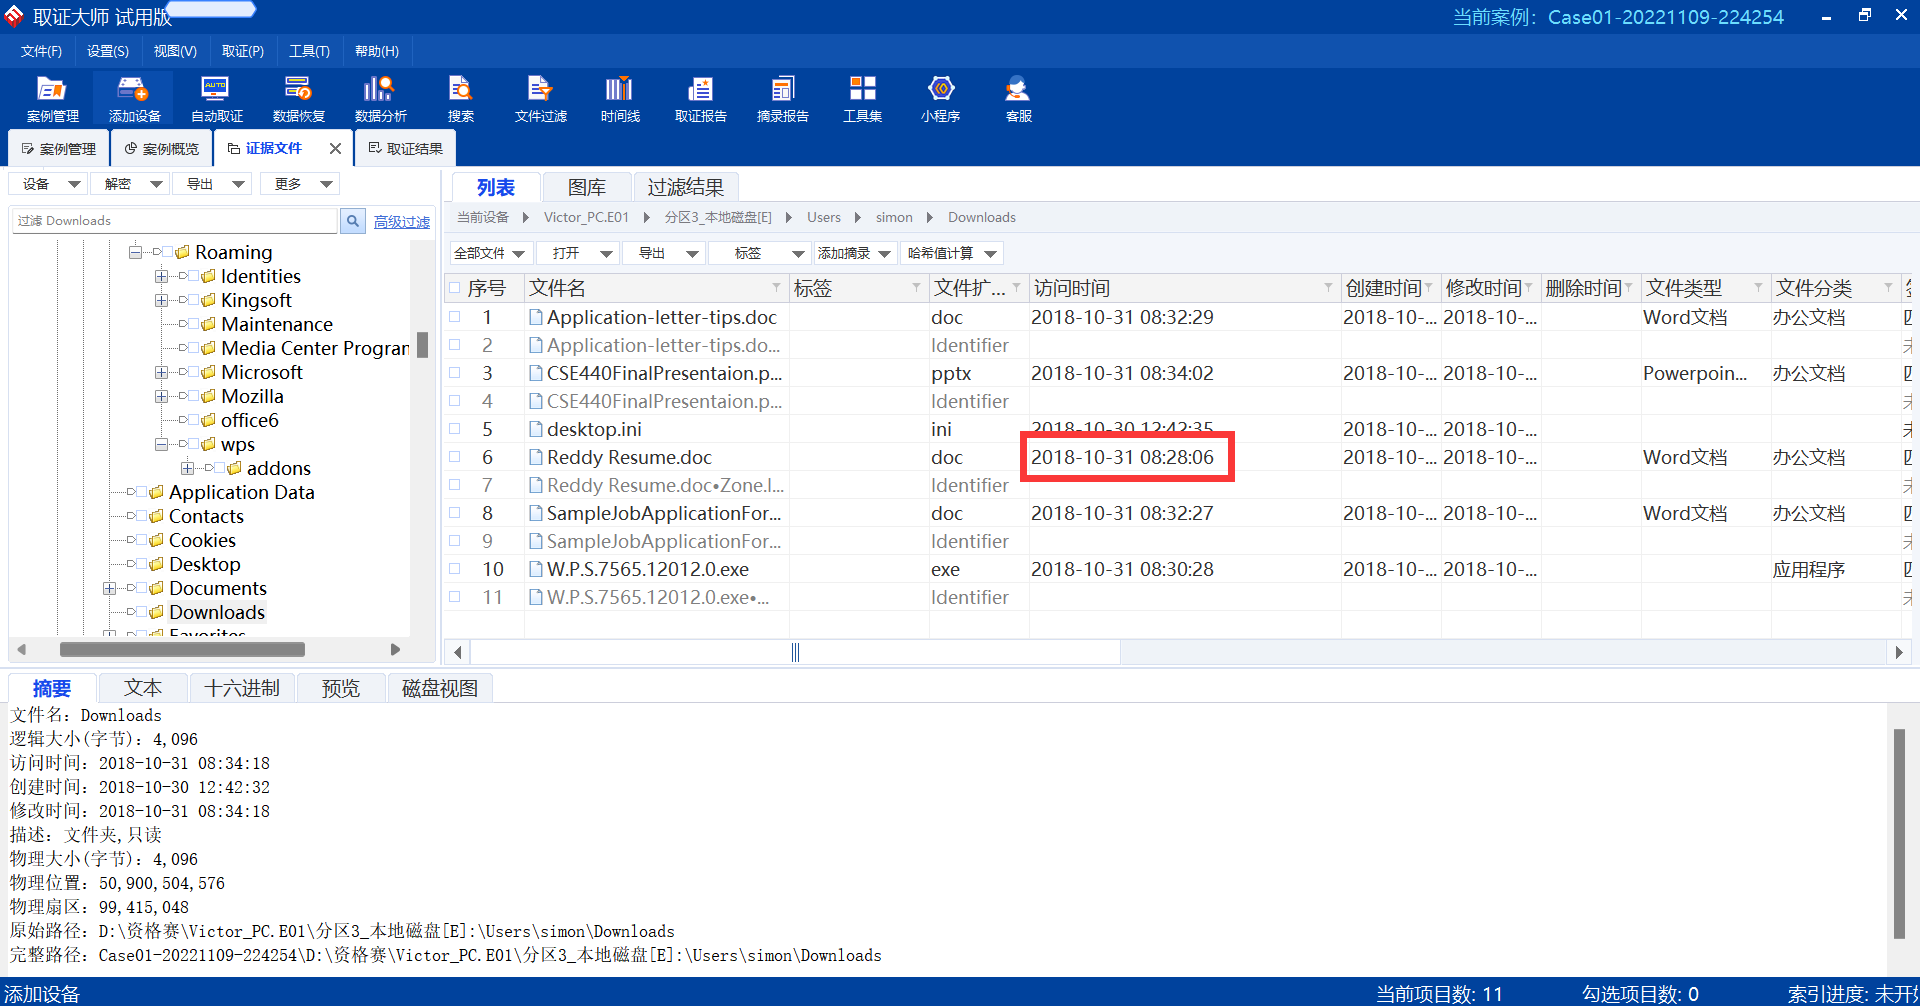 取证大师 试用版
当前案例：Case01-20221109-224254
文件(F) 设置(S) 视图(V) 取证(P) 工具(T) 帮助(H)
案例管理 添加设备 自动取证 数据恢复 数据分析 搜索 文件过滤 时间线 取证报告 摘录报告 工具集 小程序 客服
案例管理 案例概览 证据文件 取证结果
设备 解密 导出 更多
过滤 Downloads 高级过滤
Roaming
Identities
Kingsoft
Maintenance
Media Center Program
Microsoft
Mozilla
office6
wps
addons
Application Data
Contacts
Cookies
Desktop
Documents
Downloads
Favorites
列表 图库 过滤结果
当前设备 Victor_PC.E01 分区3_本地磁盘[E] Users simon Downloads
全部文件 打开 导出 标签 添加摘录 哈希值计算
序号 文件名 标签 文件扩... 访问时间 创建时间 修改时间 删除时间 文件类型 文件分类
1 Application-letter-tips.doc doc 2018-10-31 08:32:29 2018-10-... 2018-10-... Word文档 办公文档
2 Application-letter-tips.do... Identifier
3 CSE440FinalPresentaion.p... pptx 2018-10-31 08:34:02 2018-10-... 2018-10-... Powerpoin... 办公文档
4 CSE440FinalPresentaion.p... Identifier
5 desktop.ini ini 2018-10-30 12:42:35 2018-10-... 2018-10-...
6 Reddy Resume.doc doc 2018-10-31 08:28:06 2018-10-... 2018-10-... Word文档 办公文档
7 Reddy Resume.doc•Zone.I... Identifier
8 SampleJobApplicationFor... doc 2018-10-31 08:32:27 2018-10-... 2018-10-... Word文档 办公文档
9 SampleJobApplicationFor... Identifier
10 W.P.S.7565.12012.0.exe exe 2018-10-31 08:30:28 2018-10-... 2018-10-... 应用程序
11 W.P.S.7565.12012.0.exe•... Identifier
摘要 文本 十六进制 预览 磁盘视图
文件名：Downloads
逻辑大小(字节)：4,096
访问时间：2018-10-31 08:34:18
创建时间：2018-10-30 12:42:32
修改时间：2018-10-31 08:34:18
描述：文件夹,只读
物理大小(字节)：4,096
物理位置：50,900,504,576
物理扇区：99,415,048
原始路径：D:\资格赛\Victor_PC.E01\分区3_本地磁盘[E]:\Users\simon\Downloads
完整路径：Case01-20221109-224254\D:\资格赛\Victor_PC.E01\分区3_本地磁盘[E]:\Users\simon\Downloads
添加设备 当前项目数: 11 勾选项目数: 0 索引进度: 未开